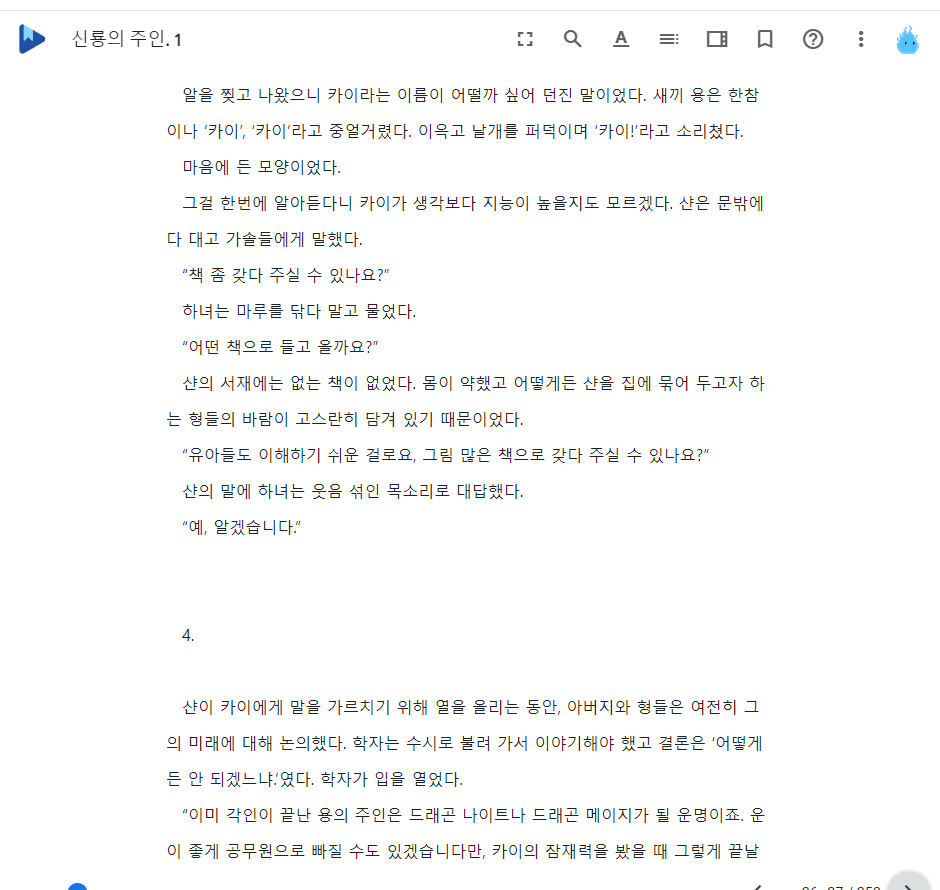 신룡의 주인. 1
알을 찢고 나왔으니 카이라는 이름이 어떨까 싶어 던진 말이었다. 새끼 용은 한참
이나 ‘카이’, ‘카이’라고 중얼거렸다. 이윽고 날개를 퍼덕이며 ‘카이!’라고 소리쳤다.
마음에 든 모양이었다.
그걸 한번에 알아듣다니 카이가 생각보다 지능이 높을지도 모르겠다. 샨은 문밖에
다 대고 가솔들에게 말했다.
“책 좀 갖다 주실 수 있나요?”
하녀는 마루를 닦다 말고 물었다.
“어떤 책으로 들고 올까요?”
샨의 서재에는 없는 책이 없었다. 몸이 약했고 어떻게든 샨을 집에 묶어 두고자 하
는 형들의 바람이 고스란히 담겨 있기 때문이었다.
“유아들도 이해하기 쉬운 걸로요, 그림 많은 책으로 갖다 주실 수 있나요?”
샨의 말에 하녀는 웃음 섞인 목소리로 대답했다.
“예, 알겠습니다.”
4.
샨이 카이에게 말을 가르치기 위해 열을 올리는 동안, 아버지와 형들은 여전히 그
의 미래에 대해 논의했다. 학자는 수시로 불려 가서 이야기해야 했고 결론은 ‘어떻게
든 안 되겠느냐.’였다. 학자가 입을 열었다.
“이미 각인이 끝난 용의 주인은 드래곤 나이트나 드래곤 메이지가 될 운명이죠. 운
이 좋게 공무원으로 빠질 수도 있겠습니다만, 카이의 잠재력을 봤을 때 그렇게 끝날